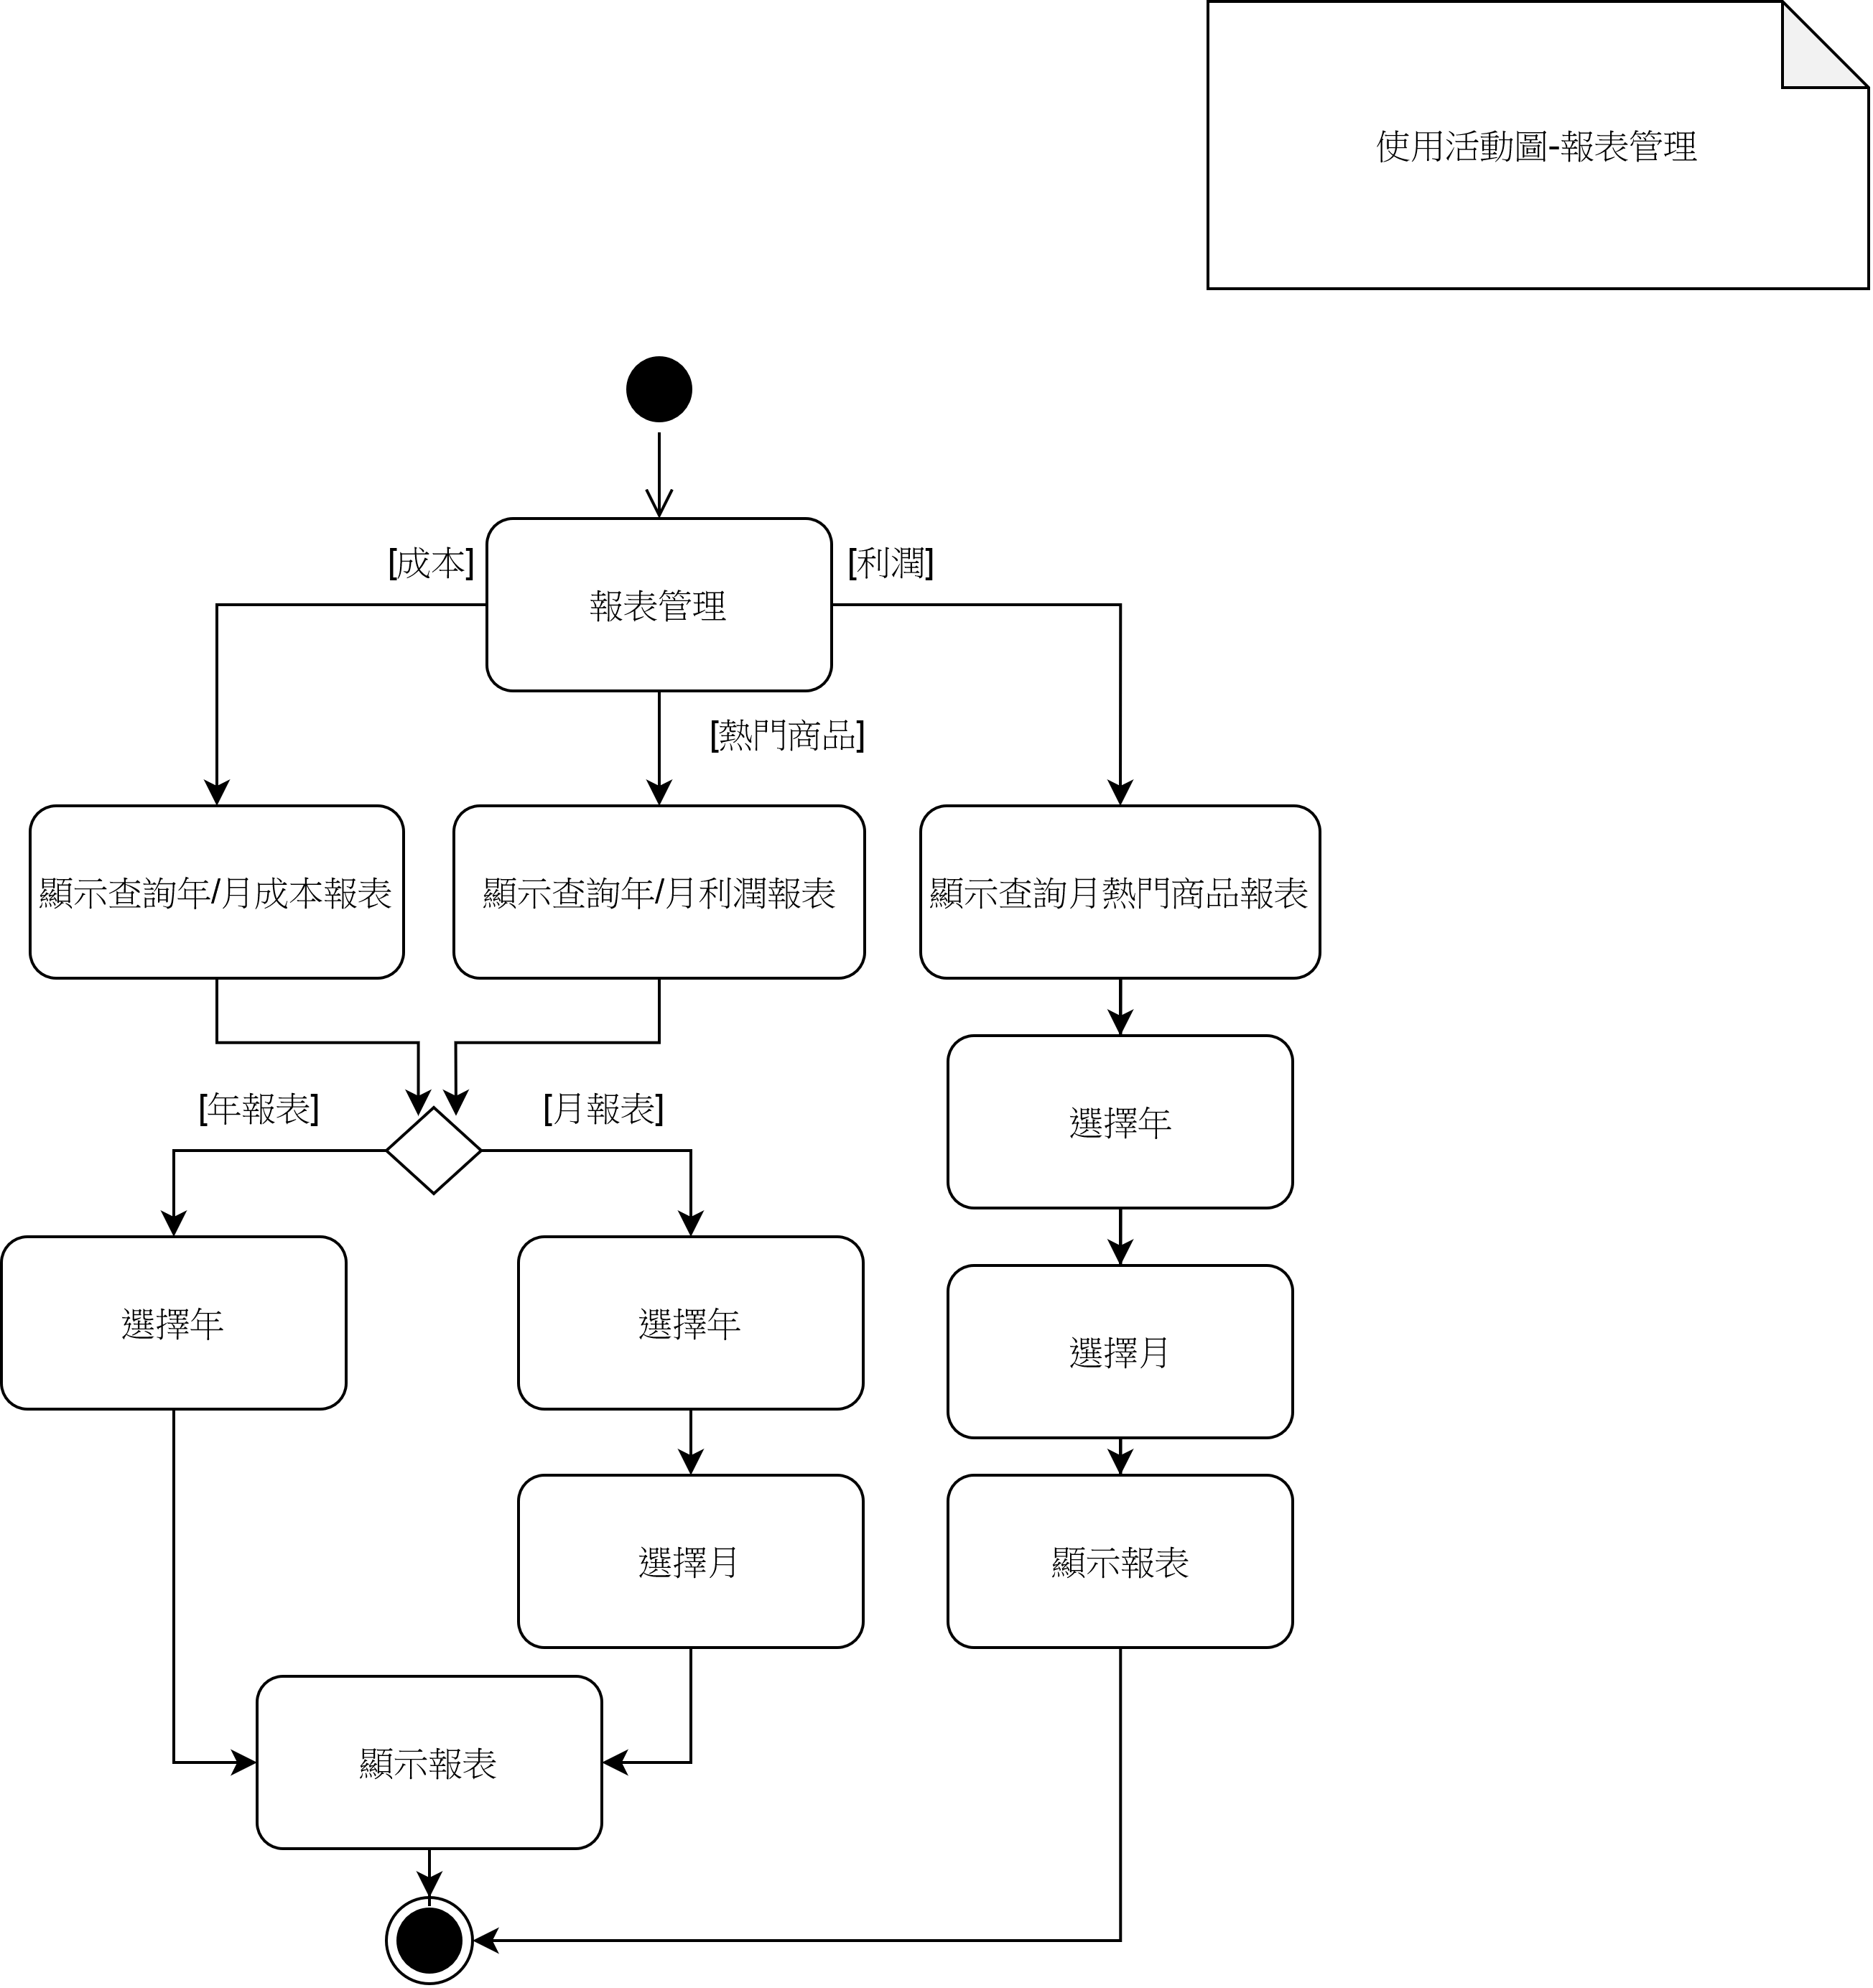 使用活動圖-報表管理
[成本]
[利潤]
報表管理
[熱門商品]
顯示查詢年/月成本報表
顯示查詢年/月利潤報表
顯示查詢月熱門商品報表
[年報表]
[月報表]
選擇年
選擇年
選擇年
選擇月
選擇月
顯示報表
顯示報表